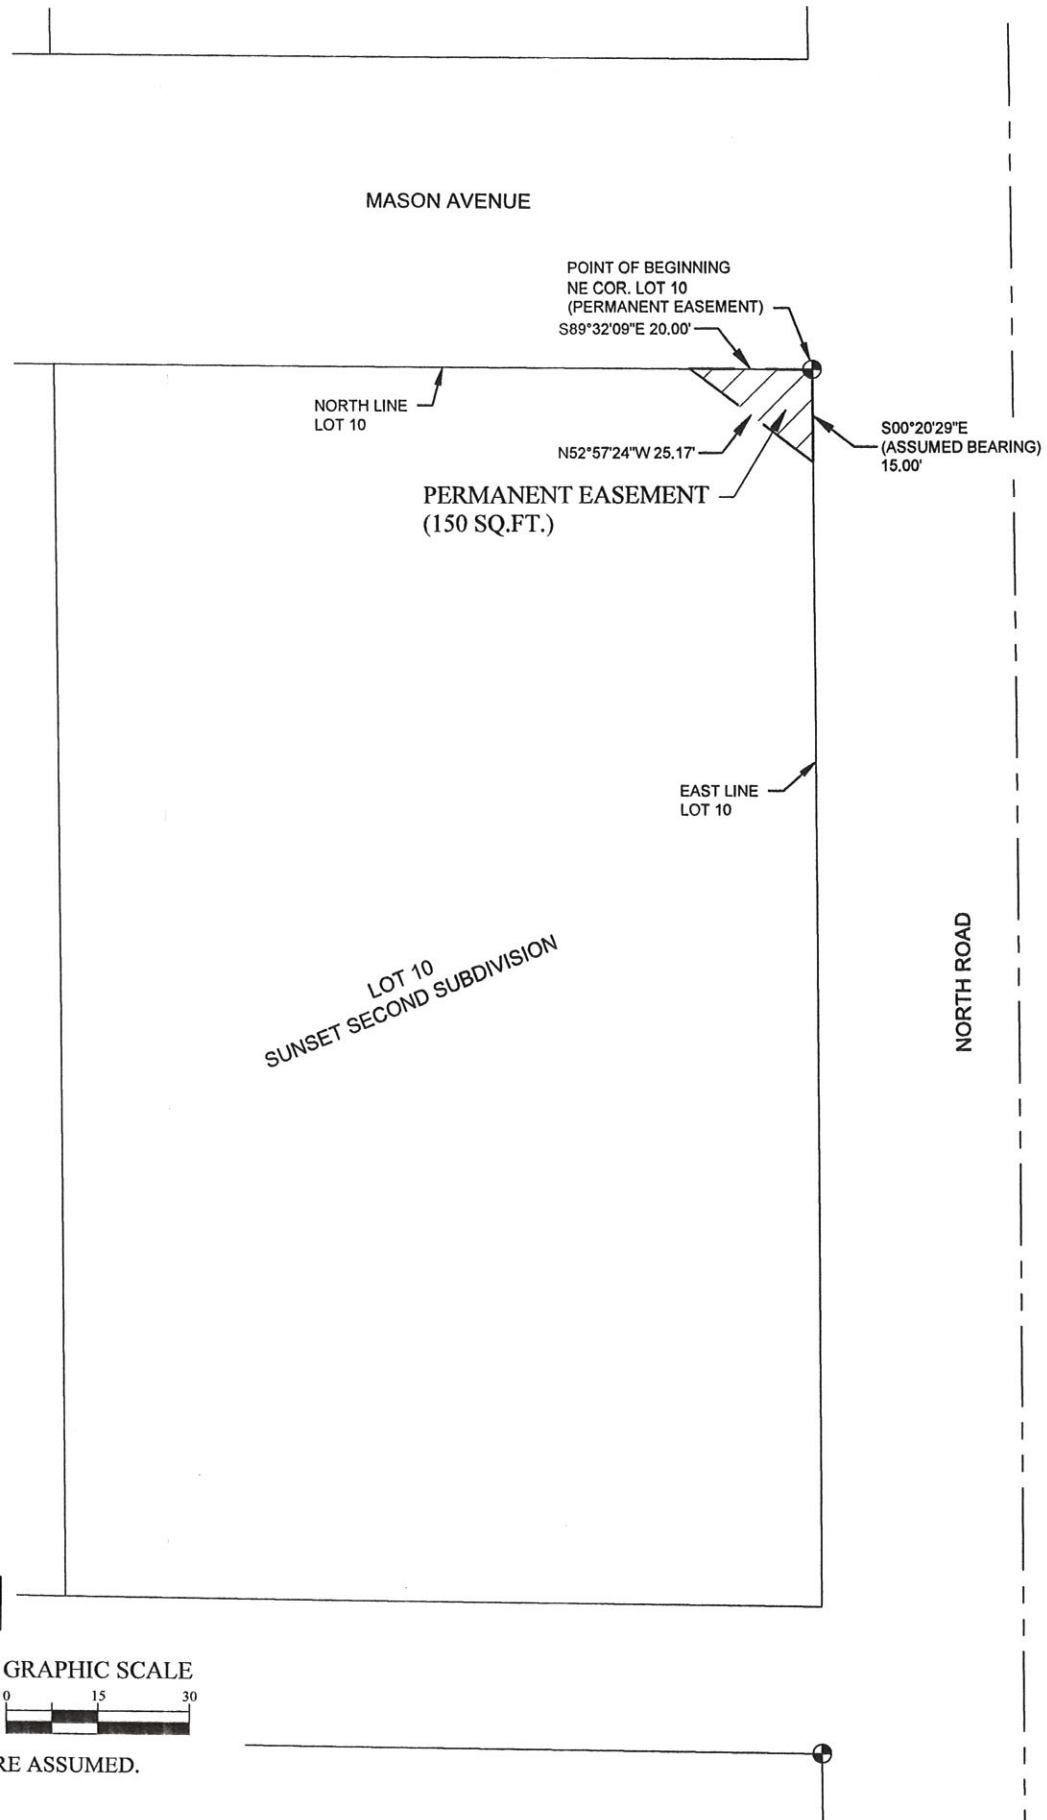 MASON AVENUE
POINT OF BEGINNING
NE COR. LOT 10
(PERMANENT EASEMENT)
S89°32'09"E 20.00'
NORTH LINE
LOT 10
S00°20'29"E
(ASSUMED BEARING)
15.00'
N52°57'24"W 25.17'
PERMANENT EASEMENT
(150 SQ.FT.)
EAST LINE
LOT 10
NORTH ROAD
LOT 10
SUNSET SECOND SUBDIVISION
GRAPHIC SCALE
0 15 30
RE ASSUMED.